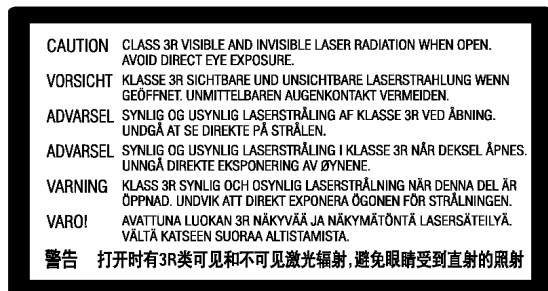 CAUTION CLASS 3R VISIBLE AND INVISIBLE LASER RADIATION WHEN OPEN.
AVOID DIRECT EYE EXPOSURE.
VORSICHT KLASSE 3R SICHTBARE UND UNSICHTBARE LASERSTRAHLUNG WENN
GEÖFFNET. UNMITTELBAREN AUGENKONTAKT VERMEIDEN.
ADVARSEL SYNLIG OG USYNLIG LASERSTRÅLING AF KLASSE 3R VED ÅBNING.
UNDGÅ AT SE DIREKTE PÅ STRÅLEN.
ADVARSEL SYNLIG OG USYNLIG LASERSTRÅLING I KLASSE 3R NÅR DEKSEL ÅPNES.
UNNGÅ DIREKTE EKSPONERING AV ØYNENE.
VARNING KLASS 3R SYNLIG OCH OSYNLIG LASERSTRÅLNING NÄR DENNA DEL ÄR
ÖPPNAD. UNDVIK ATT DIREKT EXPONERA ÖGONEN FÖR STRÅLNINGEN.
VARO! AVATTUNA LUOKAN 3R NÄKYVÄÄ JA NÄKYMÄTÖNTÄ LASERSÄTEILYÄ.
VÄLTÄ KATSEEN SUORAA ALTISTAMISTA.
警告 打开时有3R类可见和不可见激光辐射,避免眼睛受到直射的照射